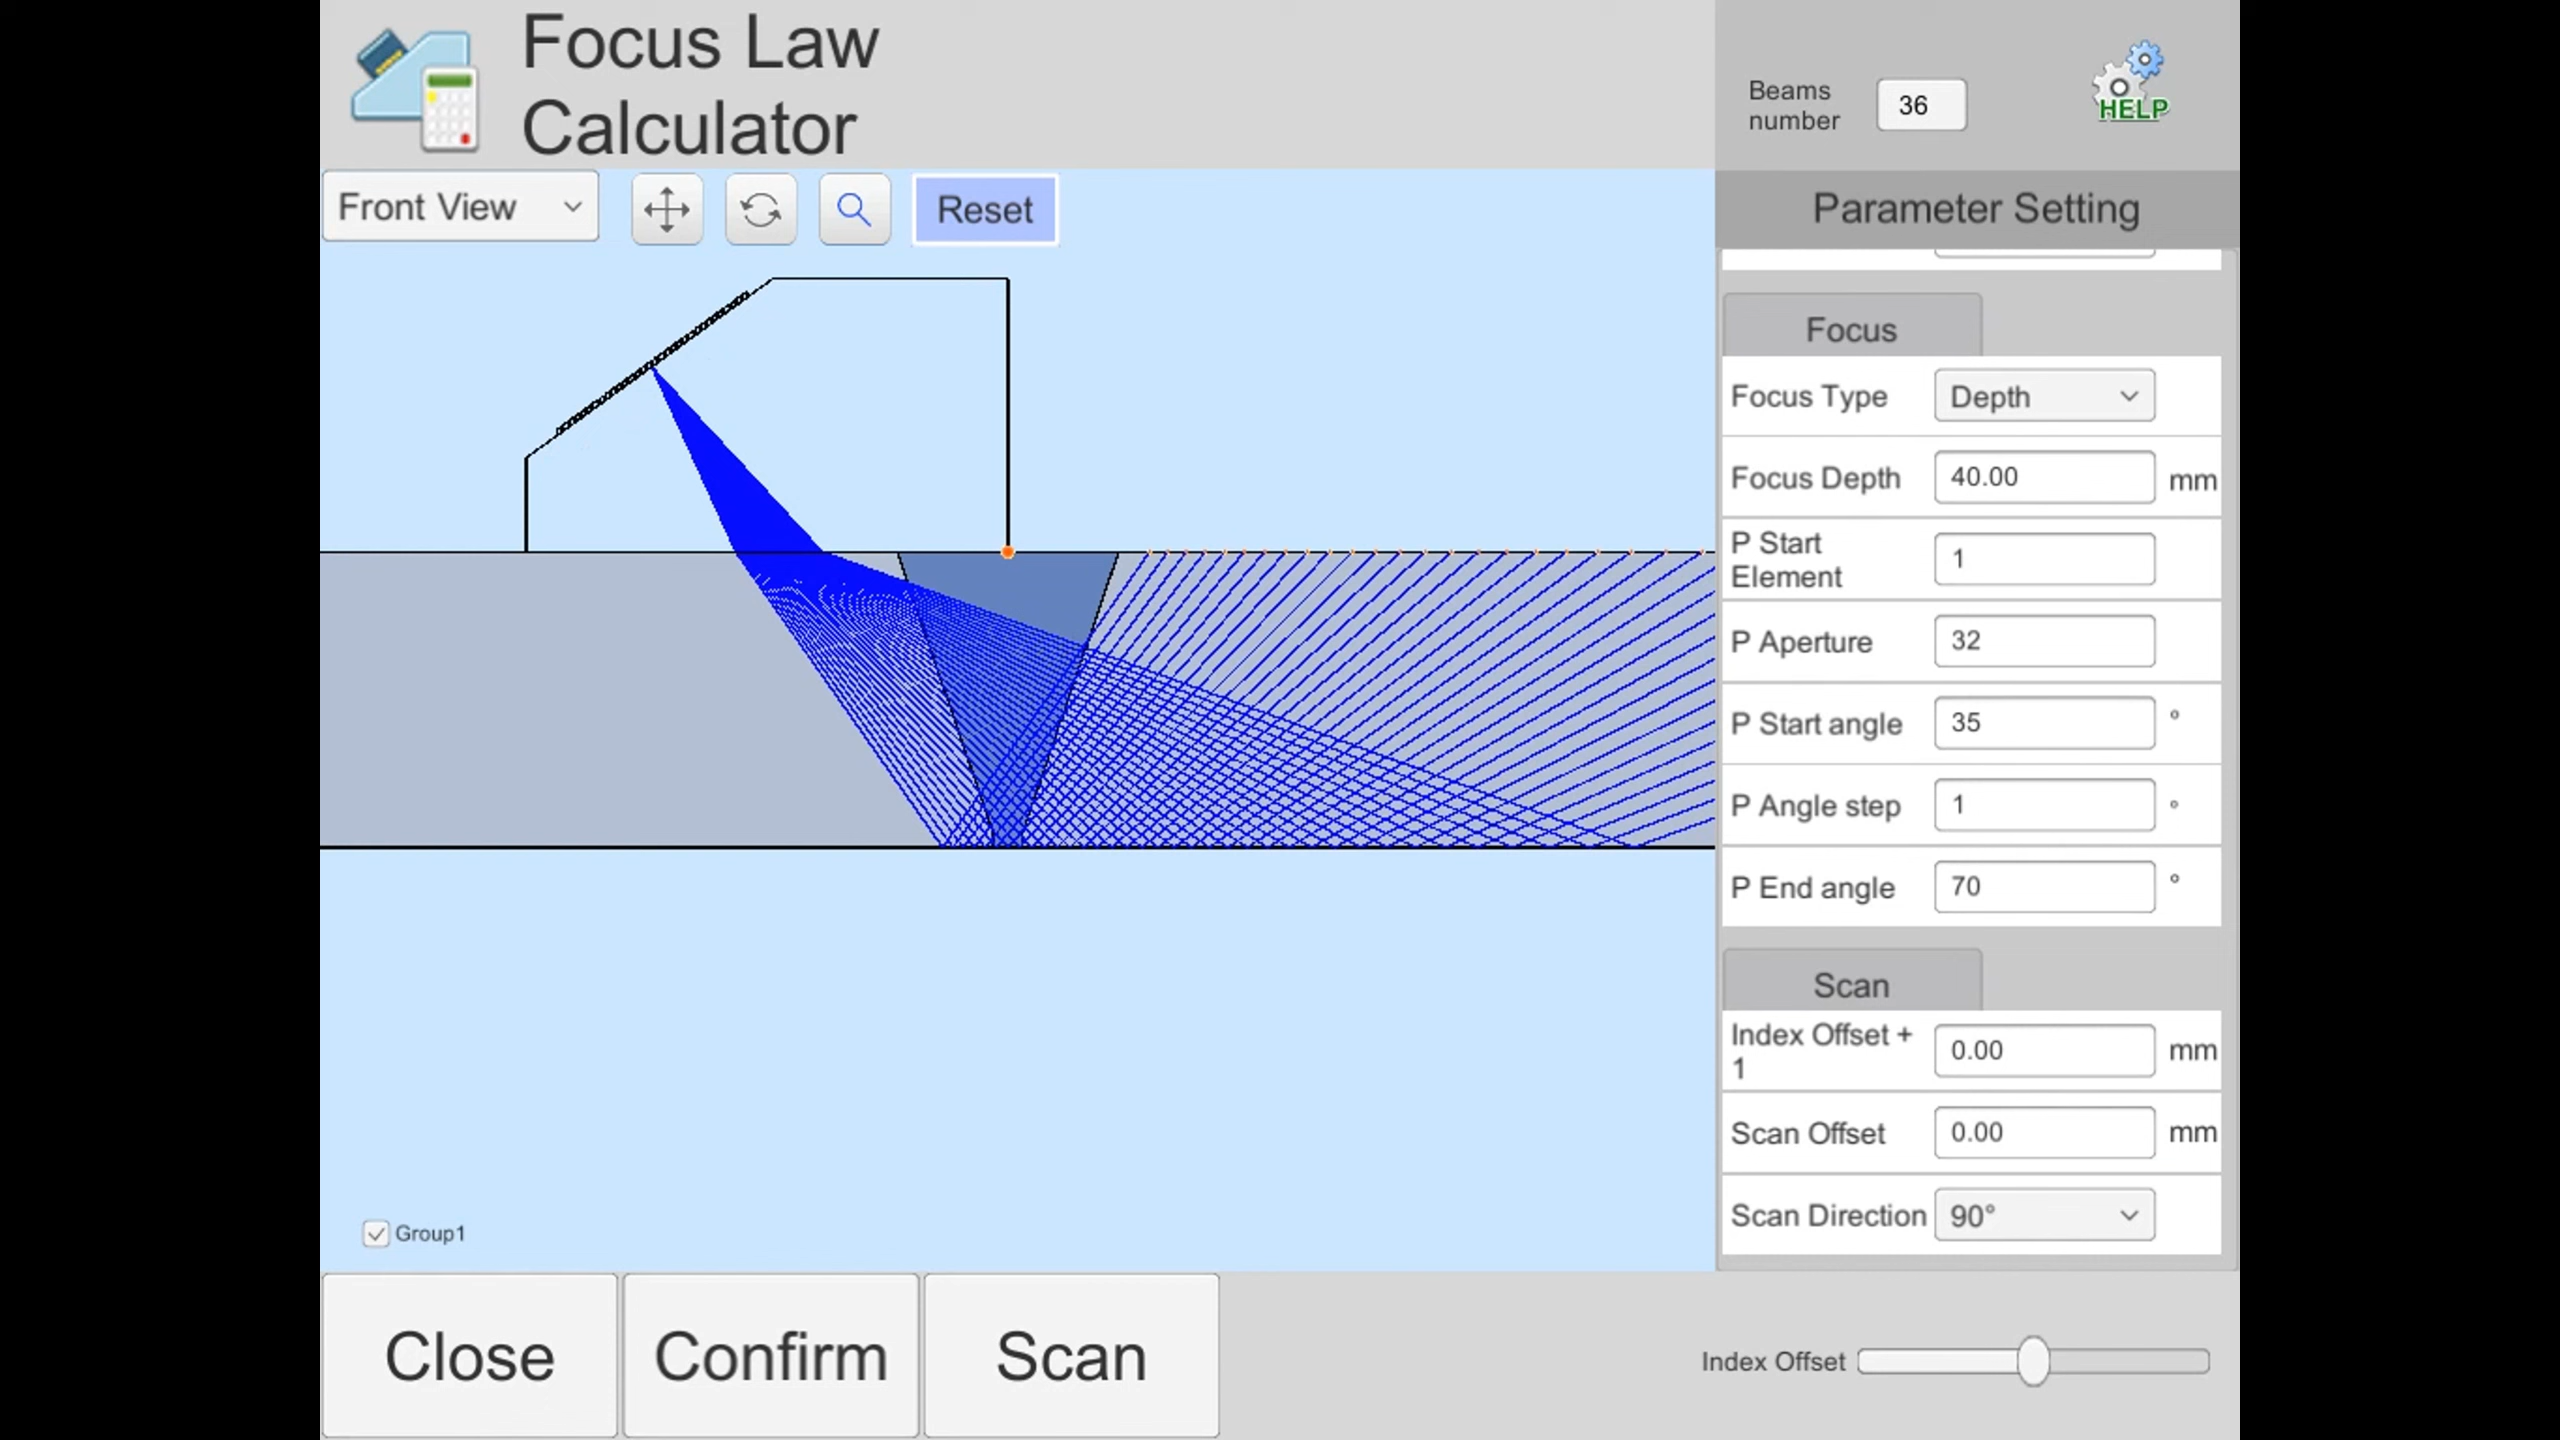 Focus Law
Calculator
Beams
number
36
HELP
Front View
Reset
Parameter Setting
Focus
Focus Type
Depth
Focus Depth
40.00
mm
P Start
Element
1
P Aperture
32
P Start angle
35
°
P Angle step
1
°
P End angle
70
°
Scan
Index Offset +
1
0.00
mm
Scan Offset
0.00
mm
Scan Direction
90°
Group1
Close
Confirm
Scan
Index Offset